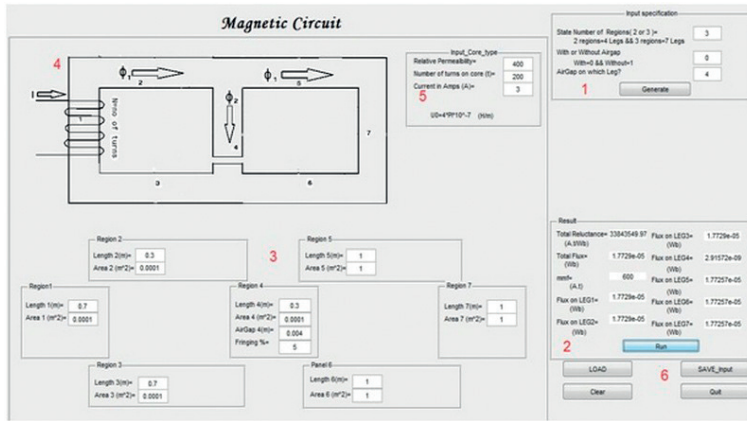 Magnetic Circuit
Input specification
State Number of Regions( 2 or 3 )= 3
2 regions=4 Legs && 3 regions=7 Legs
With or Without Airgap 0
With=0 && Without=1
AirGap on which Leg? 4
1 Generate
4
ϕ 1
2
ϕ 1
5
I
1
N=no of turns
ϕ 2
4
7
3
6
Input_Core_type
Relative Permeability= 400
Number of turns on core (t)= 200
Current in Amps (A)= 3
5
U0=4*PI*10^-7 (H/m)
Region 2
Length 2(m)= 0.3
Area 2 (m^2)= 0.0001
3
Region 5
Length 5(m)= 1
Area 5 (m^2)= 1
Region1
Length 1(m)= 0.7
Area 1 (m^2)= 0.0001
Region 4
Length 4(m)= 0.3
Area 4 (m^2)= 0.0001
AirGap 4(m)= 0.004
Fringing %= 5
Region 7
Length 7(m)= 1
Area 7 (m^2)= 1
Region 3
Length 3(m)= 0.7
Area 3 (m^2)= 0.0001
Panel 6
Length 6(m)= 1
Area 6 (m^2)= 1
Result
Total Reluctance= 33843549.97 Flux on LEG3= 1.7729e-05
(A.t/Wb) (Wb)
Total Flux= 1.7729e-05 Flux on LEG4= 2.91572e-09
(Wb) (Wb)
mmf= 600 Flux on LEG5= 1.77257e-05
(A.t) (Wb)
Flux on LEG1= 1.7729e-05 Flux on LEG6= 1.77257e-05
(Wb) (Wb)
Flux on LEG2= 1.7729e-05 Flux on LEG7= 1.77257e-05
(Wb) (Wb)
2 Run
LOAD 6 SAVE_Input
Clear Quit